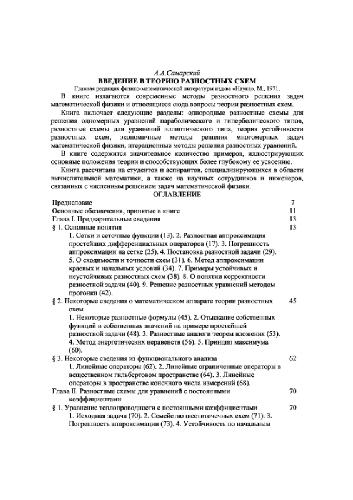 А.А.Самарский
ВВЕДЕНИЕ В ТЕОРИЮ РАЗНОСТНЫХ СХЕМ
Главная редакция физико-математической литературы изд-ва «Наука», М., 1971.
В книге излагаются современные методы разностного решения задач
математической физики и относящиеся сюда вопросы теории разностных схем.
Книга включает следующие разделы: однородные разностные схемы для
решения одномерных уравнений параболического и гиперболического типов,
разностные схемы для уравнений эллиптического типа, теория устойчивости
разностных схем, экономичные методы решения многомерных задач
математической физики, итерационные методы решения разностных уравнений.
В книге содержится значительное количество примеров, иллюстрирующих
основные положения теории и способствующих более глубокому ее усвоению.
Книга рассчитана на студентов и аспирантов, специализирующихся в области
вычислительной математики, а также на научных сотрудников и инженеров,
связанных с численным решением задач математической физики.
ОГЛАВЛЕНИЕ
Предисловие 7
Основные обозначения, принятые в книге 11
Глава I. Предварительные сведения 13
§ 1. Основные понятия 13
1. Сетки и сеточные функции (13). 2. Разностная аппроксимация
простейших дифференциальных операторов (17). 3. Погрешность
аппроксимации на сетке (25). 4. Постановка разностной задачи (29).
5. О сходимости и точности схем (31). 6. Метод аппроксимации
краевых и начальных условий (34). 7. Примеры устойчивых и
неустойчивых разностных схем (38). 8. О понятии корректности
разностной задачи (40). 9. Решение разностных уравнений методом
прогонки (42).
§ 2. Некоторые сведения о математическом аппарате теории разностных 45
схем
1. Некоторые разностные формулы (45). 2. Отыскание собственных
функций и собственных значений на примере простейшей
разностной задачи (48). 3. Разностные аналоги теорем вложения (53).
4. Метод энергетических неравенств (56). 5. Принцип максимума
(60).
§ 3. Некоторые сведения из функционального анализа 62
1. Линейные операторы (62). 2. Линейные ограниченные операторы в
вещественном гильбертовом пространстве (64). 3. Линейные
операторы в пространстве конечного числа измерений (68).
Глава II. Разностные схемы для уравнений с постоянными 70
коэффициентами
§ 1. Уравнение теплопроводности с постоянными коэффициентами 70
1. Исходная задача (70). 2. Семейство шеститочечных схем (71). 3.
Погрешность аппроксимации (73). 4. Устойчивость по начальным